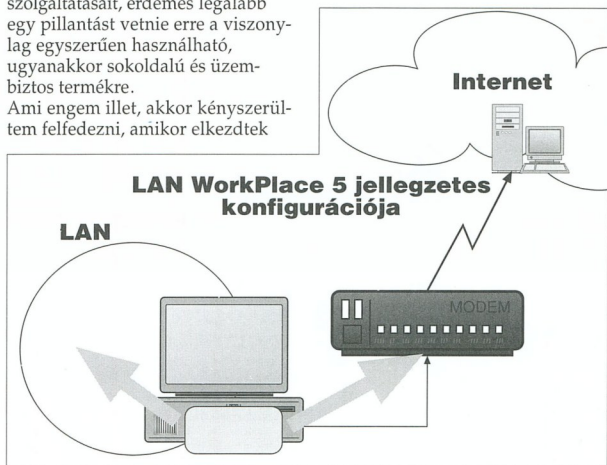 szolgáltatásait, érdemes legalább
egy pillantást vetnie erre a viszony-
lag egyszerűen használható,
ugyanakkor sokoldalú és üzem-
biztos termékre.
Ami engem illet, akkor kényszerül-
tem felfedezni, amikor elkezdtek
Internet
LAN WorkPlace 5 jellegzetes
konfigurációja
LAN
MODEM